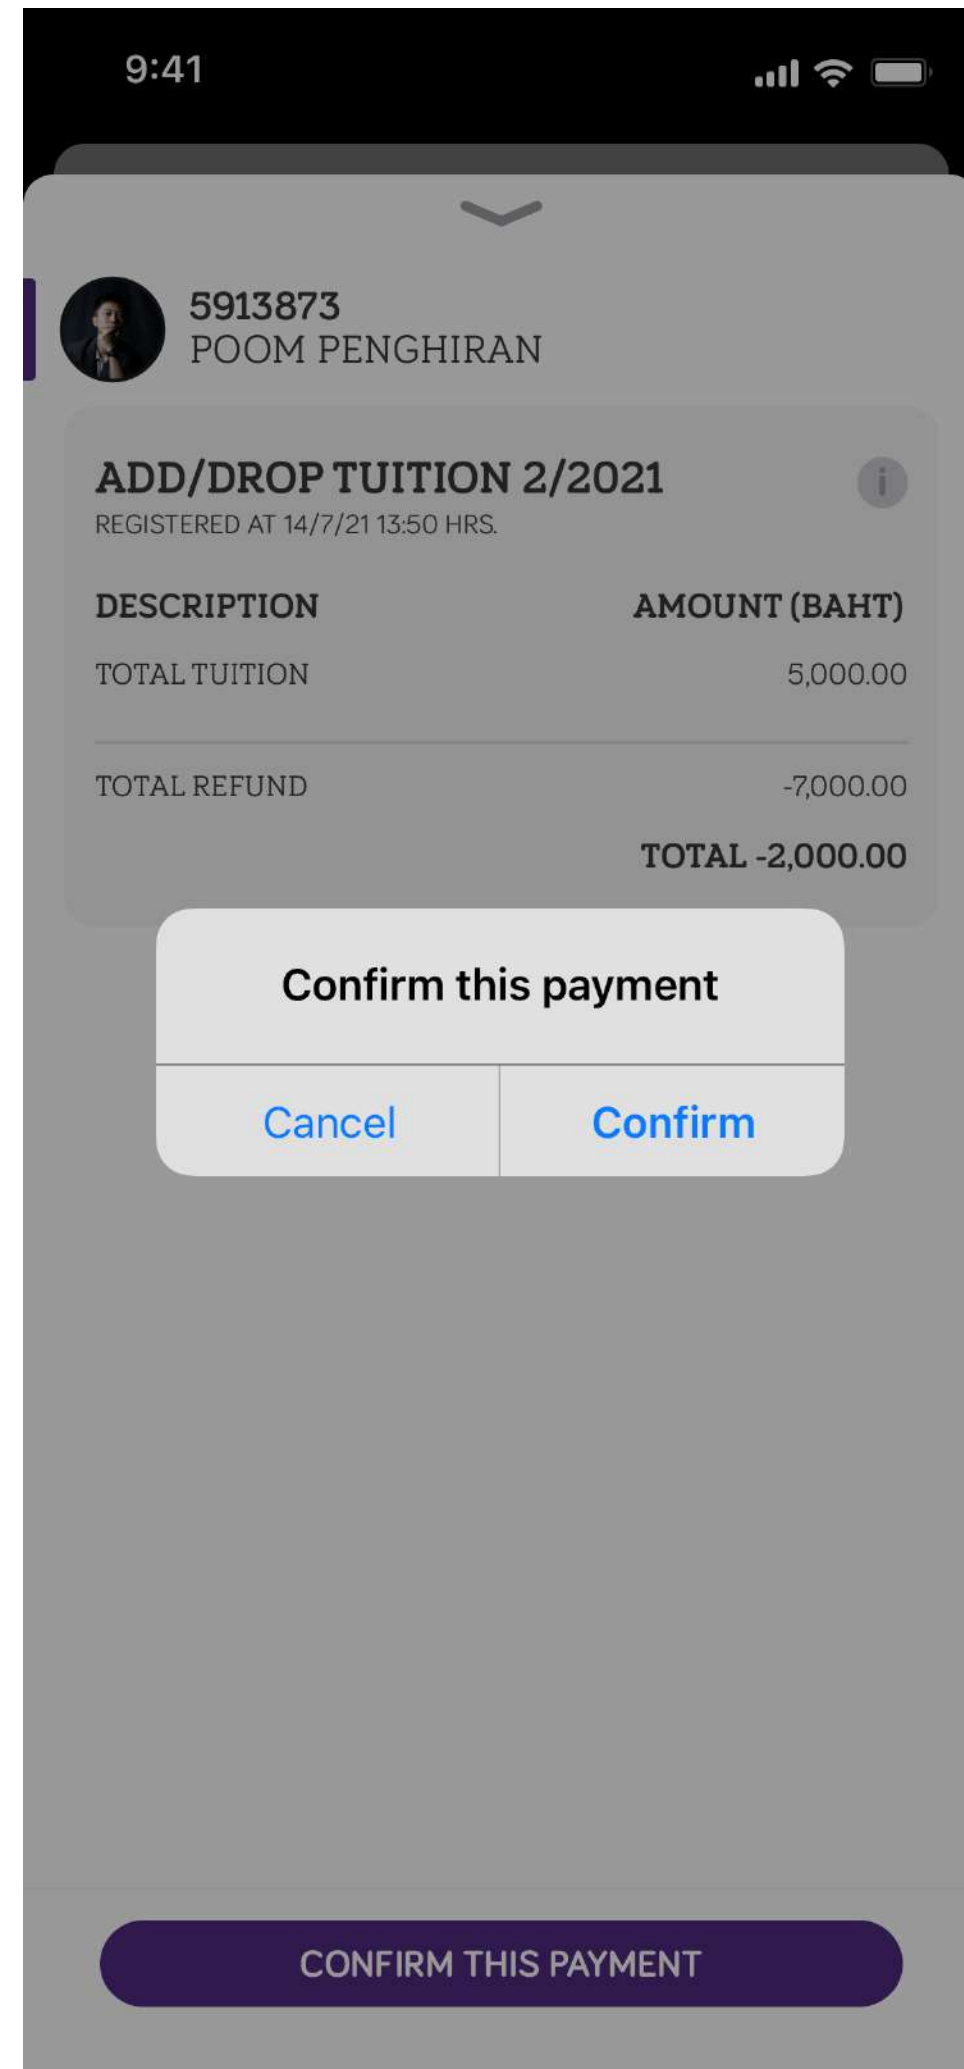 9:41
5913873
POOM PENGHIRAN
ADD/DROP TUITION 2/2021
i
REGISTERED AT 14/7/21 13:50 HRS.
DESCRIPTION AMOUNT (BAHT)
TOTAL TUITION 5,000.00
TOTAL REFUND -7,000.00
TOTAL -2,000.00
Confirm this payment
Cancel Confirm
CONFIRM THIS PAYMENT